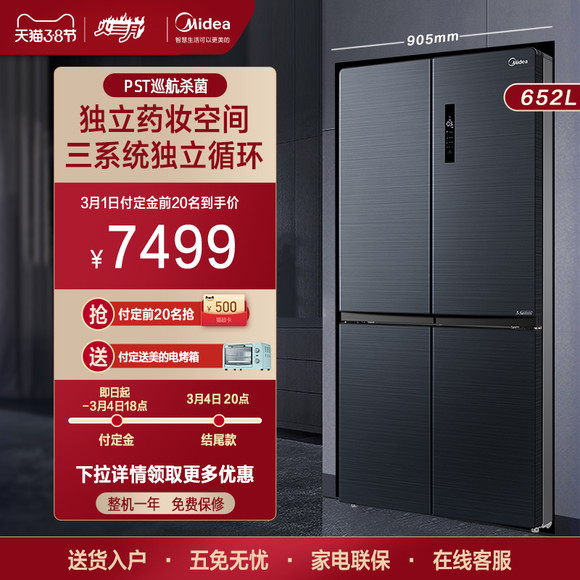 天猫3.8节
Midea
智慧生活可以更美的
905mm
Midea
652L
PST巡航杀菌
独立药妆空间
三系统独立循环
3月1日付定金前20名到手价
¥7499
抢 付定前20名抢
¥500
送 付定送美的电烤箱
即日起
-3月4日18点
3月4日 20点
付定金
结尾款
下拉详情领取更多优惠
整机一年 免费保修
送货入户 · 五免无忧 · 家电联保 · 在线客服